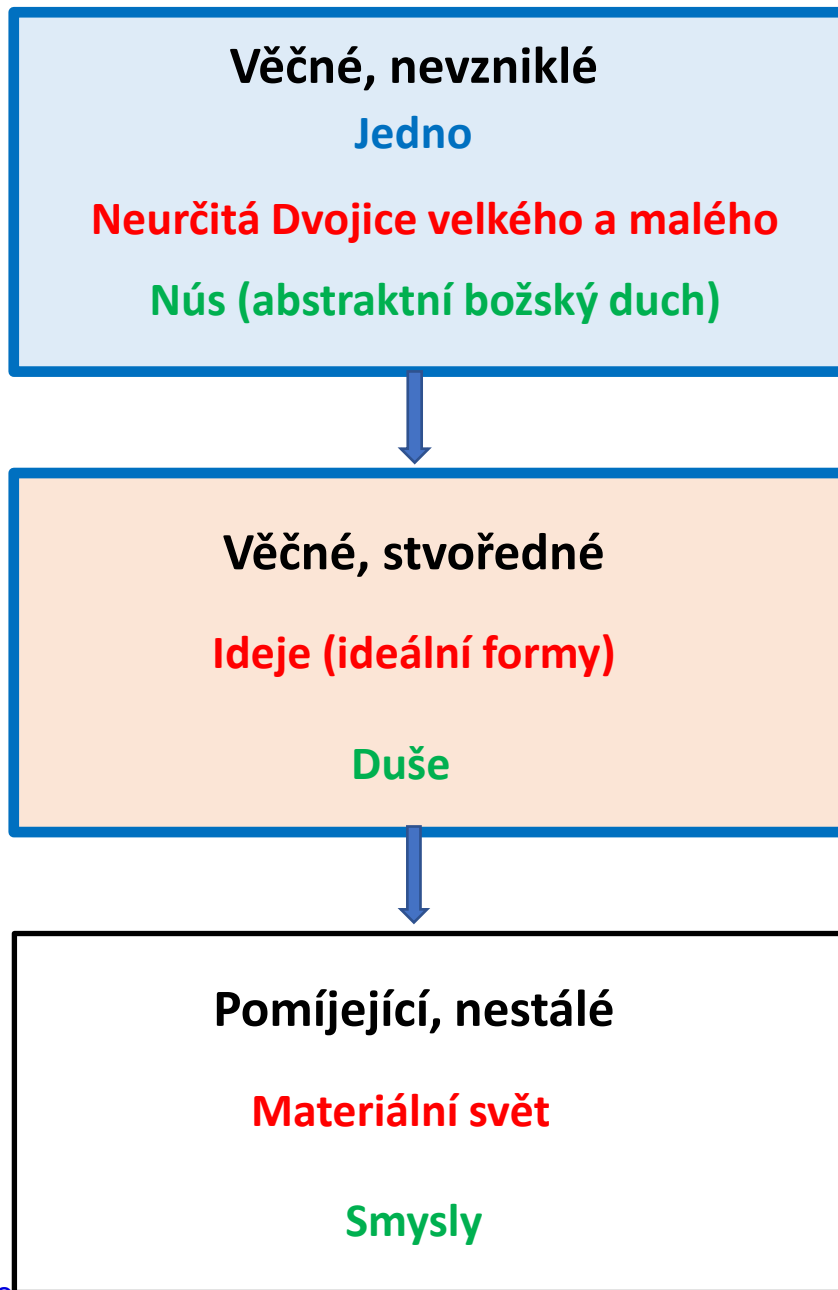 Věčné, nevzniklé
Jedno
Neurčitá Dvojice velkého a malého
Nús (abstraktní božský duch)
Věčné, stvoředné
Ideje (ideální formy)
Duše
Pomíjející, nestálé
Materiální svět
Smysly